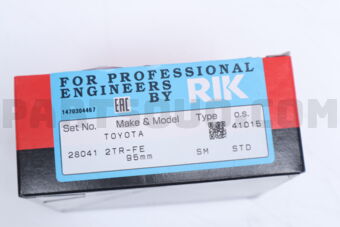 FOR PROFESSIONAL
ENGINEERS
BY RIK
1470304467
EAC
Set No. Make & Model Type O.S.
TOYOTA 41015
28041 2TR-FE SM STD
95mm